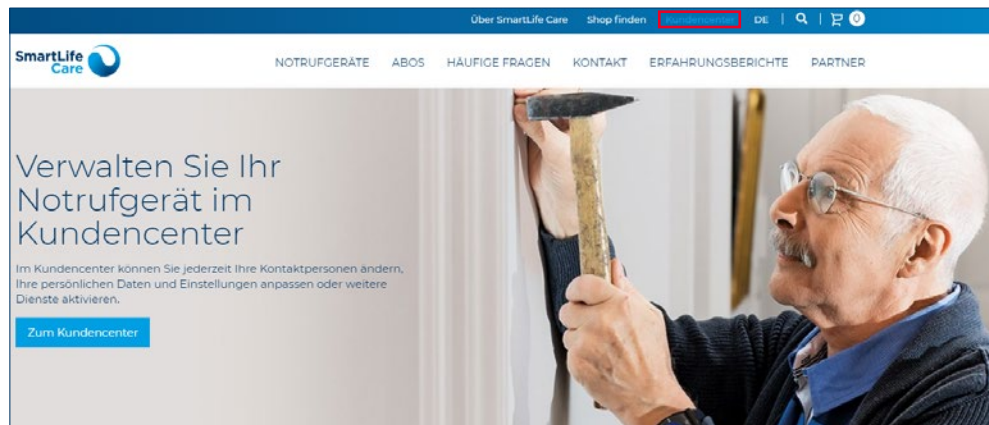 Über SmartLife Care Shop finden Kundencenter DE | | 0
SmartLife
Care
NOTRUFGERÄTE ABOS HÄUFIGE FRAGEN KONTAKT ERFAHRUNGSBERICHTE PARTNER
Verwalten Sie Ihr
Notrufgerät im
Kundencenter
Im Kundencenter können Sie jederzeit Ihre Kontaktpersonen ändern,
Ihre persönlichen Daten und Einstellungen anpassen oder weitere
Dienste aktivieren.
Zum Kundencenter